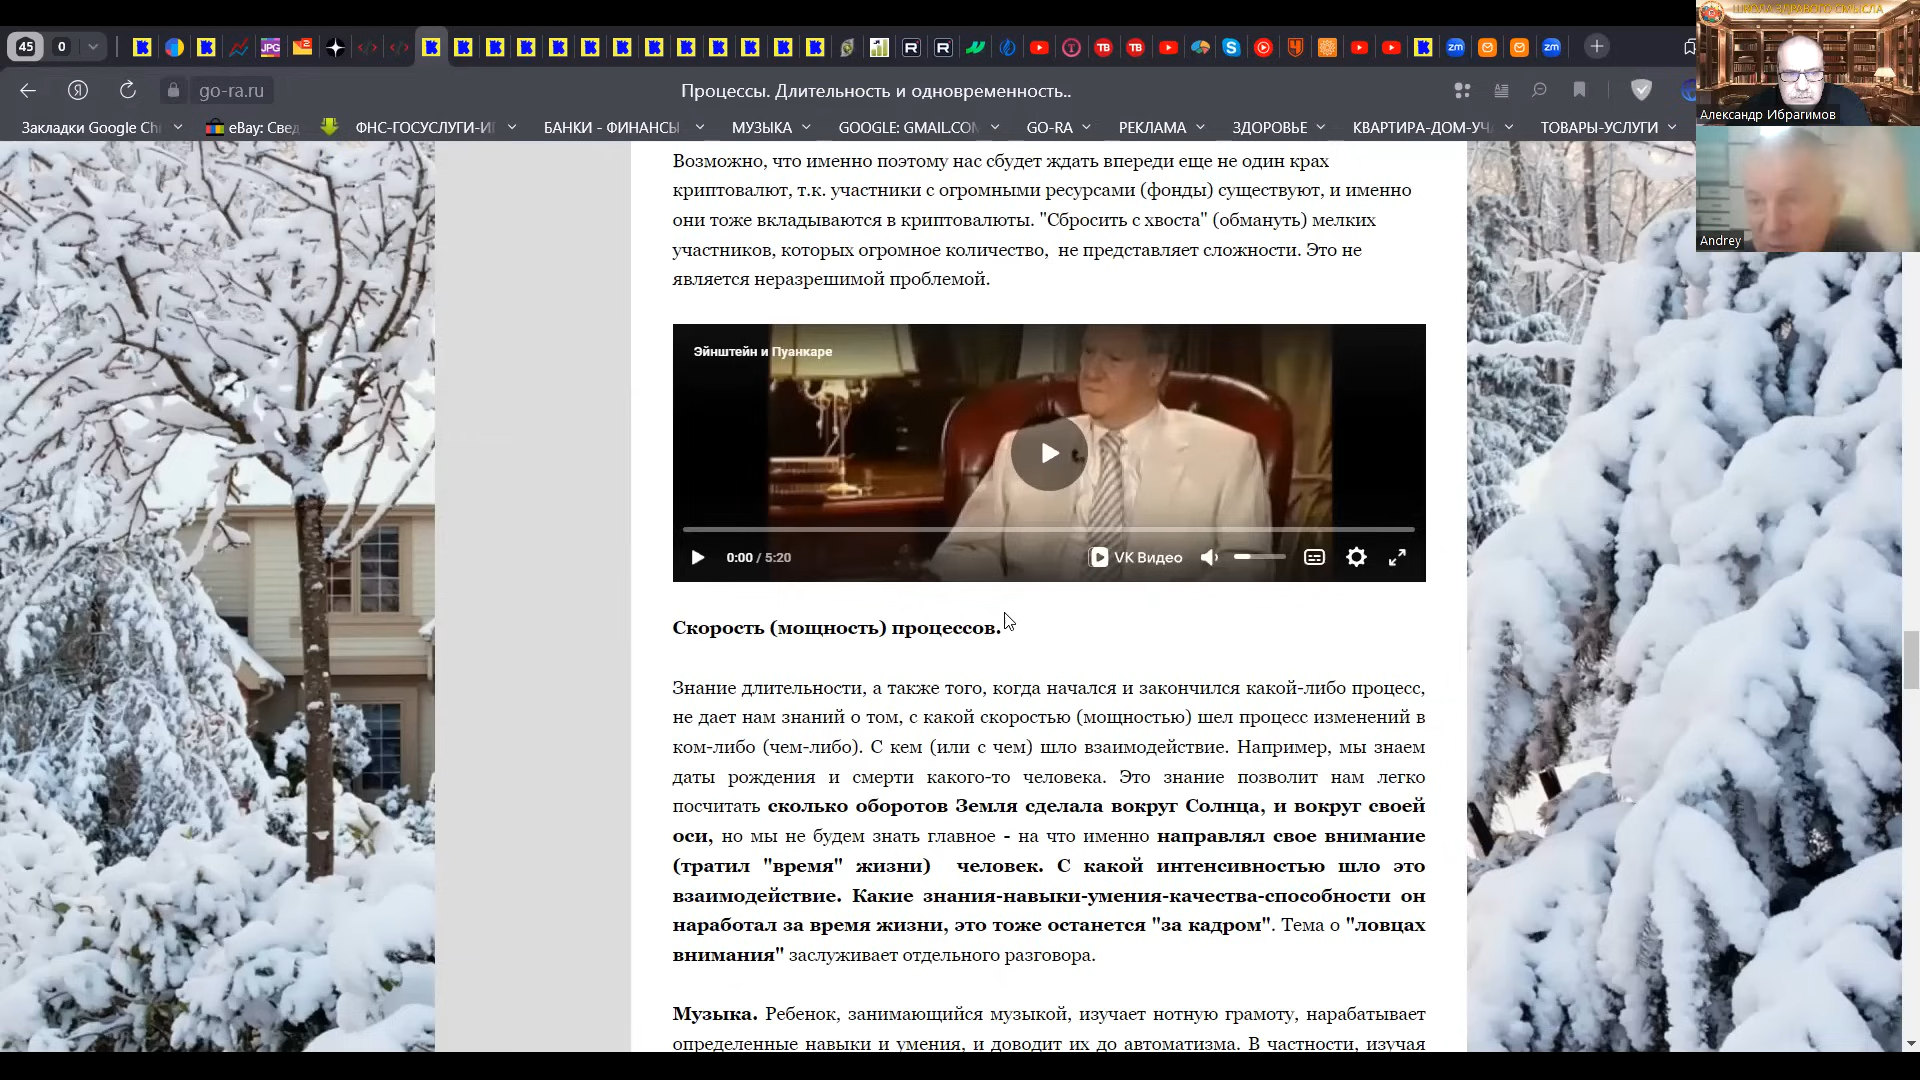 ШКОЛА ЗДРАВОГО СМЫСЛА
45 0
go-ra.ru
Процессы. Длительность и одновременность..
Александр Ибрагимов
Закладки Google Ch
eBay: Свед
ФНС-ГОСУСЛУГИ-И
БАНКИ - ФИНАНСЫ
МУЗЫКА
GOOGLE: GMAIL.COM
GO-RA
РЕКЛАМА
ЗДОРОВЬЕ
КВАРТИРА-ДОМ-УЧ
ТОВАРЫ-УСЛУГИ
Andrey
Возможно, что именно поэтому нас сбудет ждать впереди еще не один крах
криптовалют, т.к. участники с огромными ресурсами (фонды) существуют, и именно
они тоже вкладываются в криптовалюты. "Сбросить с хвоста" (обмануть) мелких
участников, которых огромное количество, не представляет сложности. Это не
является неразрешимой проблемой.
Эйнштейн и Пуанкаре
0:00 / 5:20
VK Видео
Скорость (мощность) процессов.
Знание длительности, а также того, когда начался и закончился какой-либо процесс,
не дает нам знаний о том, с какой скоростью (мощностью) шел процесс изменений в
ком-либо (чем-либо). С кем (или с чем) шло взаимодействие. Например, мы знаем
даты рождения и смерти какого-то человека. Это знание позволит нам легко
посчитать сколько оборотов Земля сделала вокруг Солнца, и вокруг своей
оси, но мы не будем знать главное - на что именно направлял свое внимание
(тратил "время" жизни) человек. С какой интенсивностью шло это
взаимодействие. Какие знания-навыки-умения-качества-способности он
наработал за время жизни, это тоже останется "за кадром". Тема о "ловцах
внимания" заслуживает отдельного разговора.
Музыка. Ребенок, занимающийся музыкой, изучает нотную грамоту, нарабатывает
определенные навыки и умения, и доводит их до автоматизма. В частности, изучая